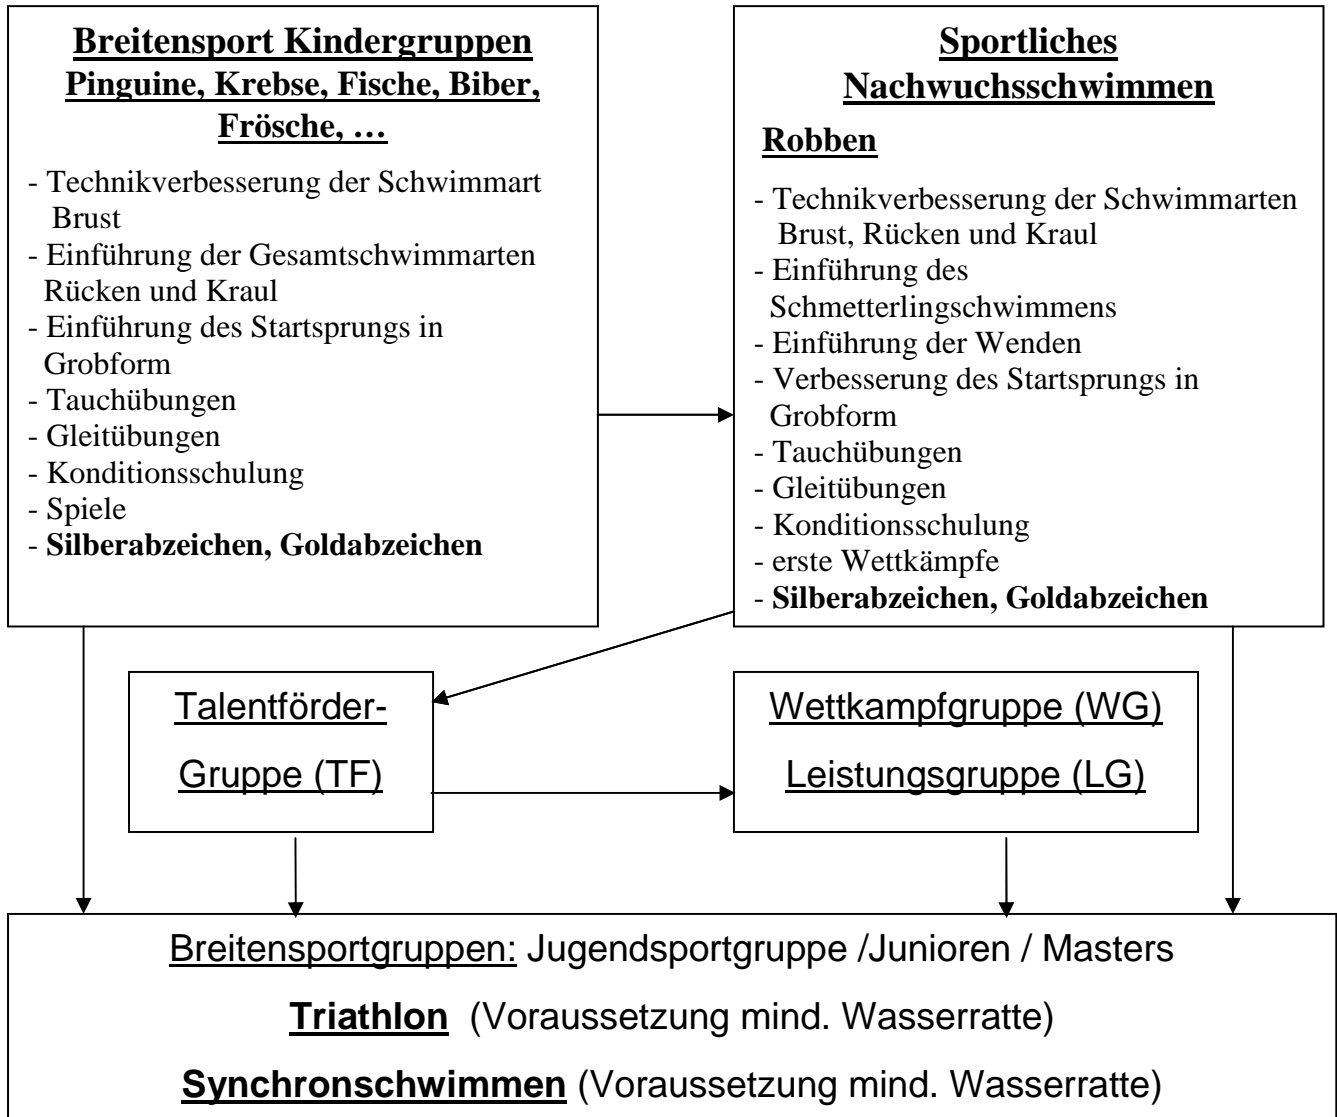 Breitensport Kindergruppen
Pinguine, Krebse, Fische, Biber,
Frösche, …
- Technikverbesserung der Schwimmart
Brust
- Einführung der Gesamtschwimmarten
Rücken und Kraul
- Einführung des Startsprungs in
Grobform
- Tauchübungen
- Gleitübungen
- Konditionsschulung
- Spiele
- Silberabzeichen, Goldabzeichen
Sportliches
Nachwuchsschwimmen
Robben
- Technikverbesserung der Schwimmarten
Brust, Rücken und Kraul
- Einführung des
Schmetterlingschwimmens
- Einführung der Wenden
- Verbesserung des Startsprungs in
Grobform
- Tauchübungen
- Gleitübungen
- Konditionsschulung
- erste Wettkämpfe
- Silberabzeichen, Goldabzeichen
Talentförder-
Gruppe (TF)
Wettkampfgruppe (WG)
Leistungsgruppe (LG)
Breitensportgruppen: Jugendsportgruppe /Junioren / Masters
Triathlon (Voraussetzung mind. Wasserratte)
Synchronschwimmen (Voraussetzung mind. Wasserratte)